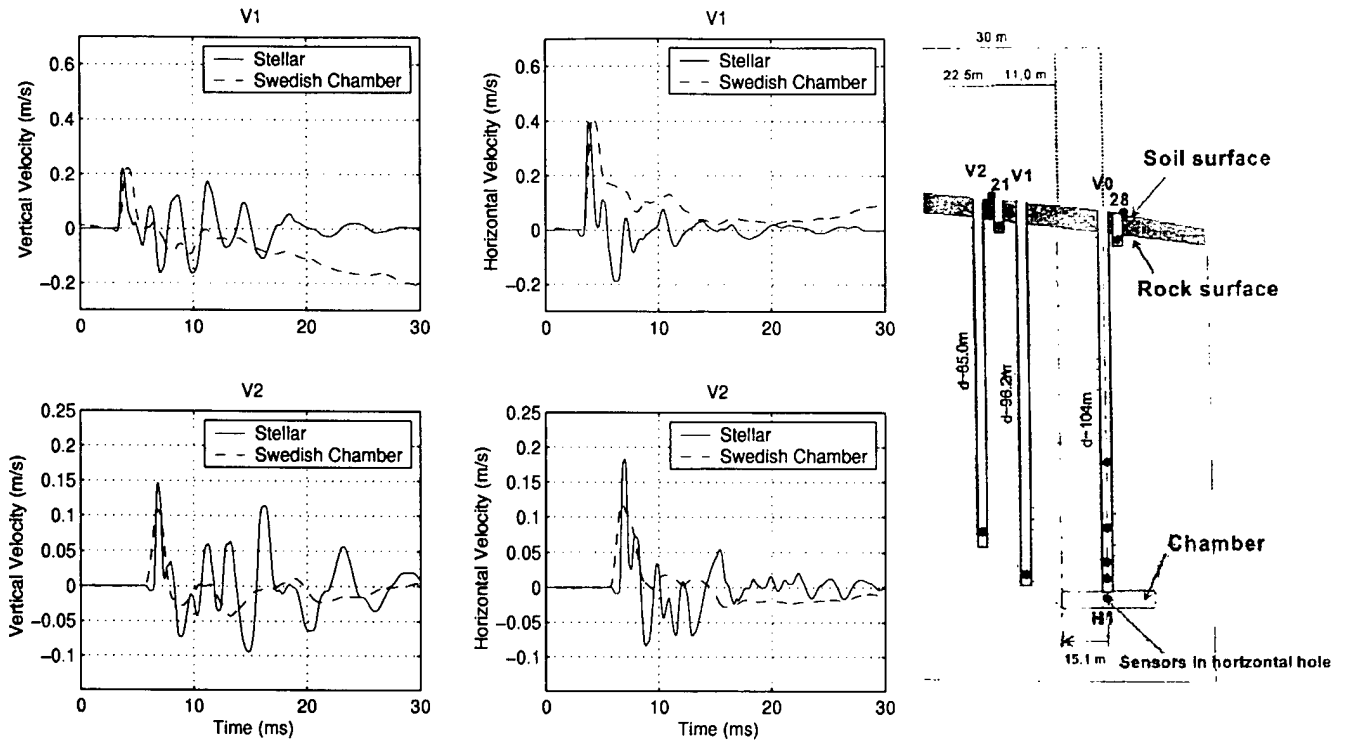 V1
Vertical Velocity (m/s)
0.6
0.4
0.2
0
−0.2
0
10
20
30
Stellar
Swedish Chamber
V1
Horizontal Velocity (m/s)
0.6
0.4
0.2
0
−0.2
0
10
20
30
Stellar
Swedish Chamber
V2
Vertical Velocity (m/s)
0.25
0.2
0.15
0.1
0.05
0
−0.05
−0.1
0
10
20
30
Time (ms)
Stellar
Swedish Chamber
V2
Horizontal Velocity (m/s)
0.25
0.2
0.15
0.1
0.05
0
−0.05
−0.1
0
10
20
30
Time (ms)
Stellar
Swedish Chamber
30 m
22.5m
11.0 m
V2
21
V1
V0
28
Soil surface
Rock surface
d~104m
Chamber
H1
15.1 m
Sensors in horizontal hole